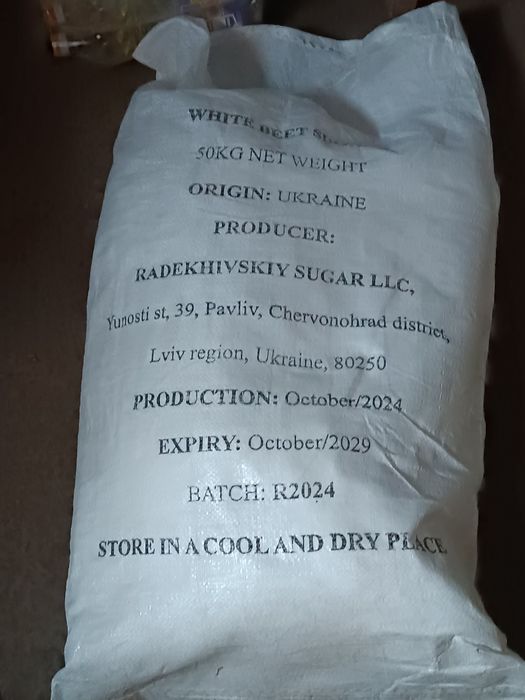 WHITE BEET
50KG NET WEIGHT
ORIGIN: UKRAINE
PRODUCER:
RADEKHIVSKIY SUGAR LLC,
Yunosti st, 39, Pavliv, Chervonohrad district,
Lviv region, Ukraine, 80250
PRODUCTION: October/2024
EXPIRY: October/2029
BATCH: R2024
STORE IN A COOL AND DRY PLACE